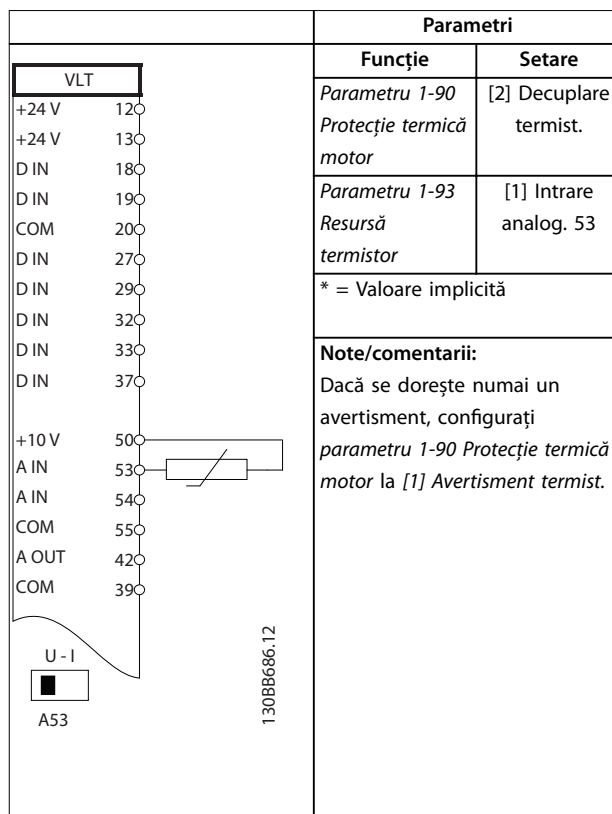 VLT
+24 V 12
+24 V 13
D IN 18
D IN 19
COM 20
D IN 27
D IN 29
D IN 32
D IN 33
D IN 37
+10 V 50
A IN 53
A IN 54
COM 55
A OUT 42
COM 39
U - I
A53
130BB686.12
Parametri
Funcție Setare
Parametru 1-90 [2] Decuplare
Protecție termică termist.
motor
Parametru 1-93 [1] Intrare
Resursă analog. 53
termistor
* = Valoare implicită
Note/comentarii:
Dacă se dorește numai un
avertisment, configurați
parametru 1-90 Protecție termică
motor la [1] Avertisment termist.